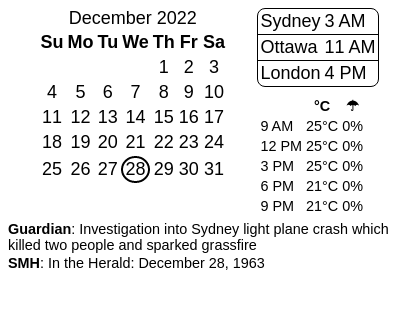 December 2022
Su Mo Tu We Th Fr Sa
1 2 3
4 5 6 7 8 9 10
11 12 13 14 15 16 17
18 19 20 21 22 23 24
25 26 27 28 29 30 31
Sydney 3 AM
Ottawa 11 AM
London 4 PM
°C ☂
9 AM 25°C 0%
12 PM 25°C 0%
3 PM 25°C 0%
6 PM 21°C 0%
9 PM 21°C 0%
Guardian: Investigation into Sydney light plane crash which
killed two people and sparked grassfire
SMH: In the Herald: December 28, 1963